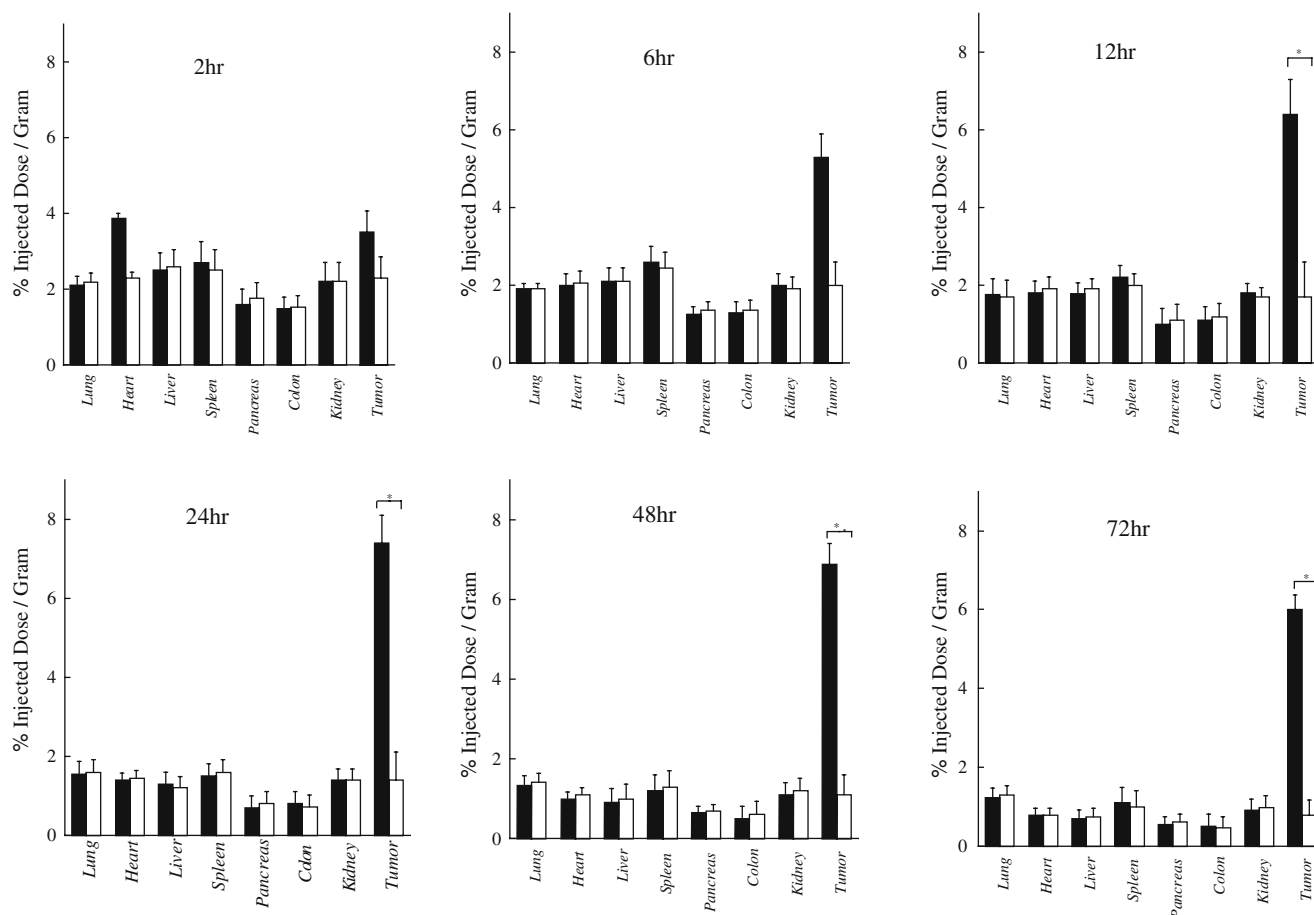 2hr
% Injected Dose / Gram
8
6
4
2
0
Lung
Heart
Liver
Spleen
Pancreas
Colon
Kidney
Tumor
6hr
% Injected Dose / Gram
8
6
4
2
0
Lung
Heart
Liver
Spleen
Pancreas
Colon
Kidney
Tumor
12hr
*
% Injected Dose / Gram
8
6
4
2
0
Lung
Heart
Liver
Spleen
Pancreas
Colon
Kidney
Tumor
24hr
*
% Injected Dose / Gram
8
6
4
2
0
Lung
Heart
Liver
Spleen
Pancreas
Colon
Kidney
Tumor
48hr
*
% Injected Dose / Gram
8
6
4
2
0
Lung
Heart
Liver
Spleen
Pancreas
Colon
Kidney
Tumor
72hr
*
% Injected Dose / Gram
8
6
4
2
0
Lung
Heart
Liver
Spleen
Pancreas
Colon
Kidney
Tumor